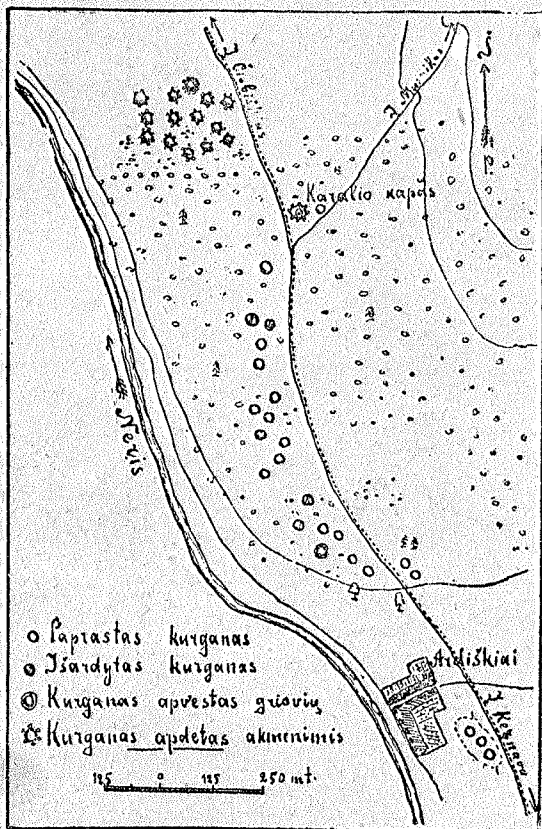 Karalio kapas
Neris
Paprastas kurganas
Išardytas kurganas
Kurganas apvestas griovių
Kurganas apdėtas akmenimis
125 0 125 250 mt.
Ardiškiai